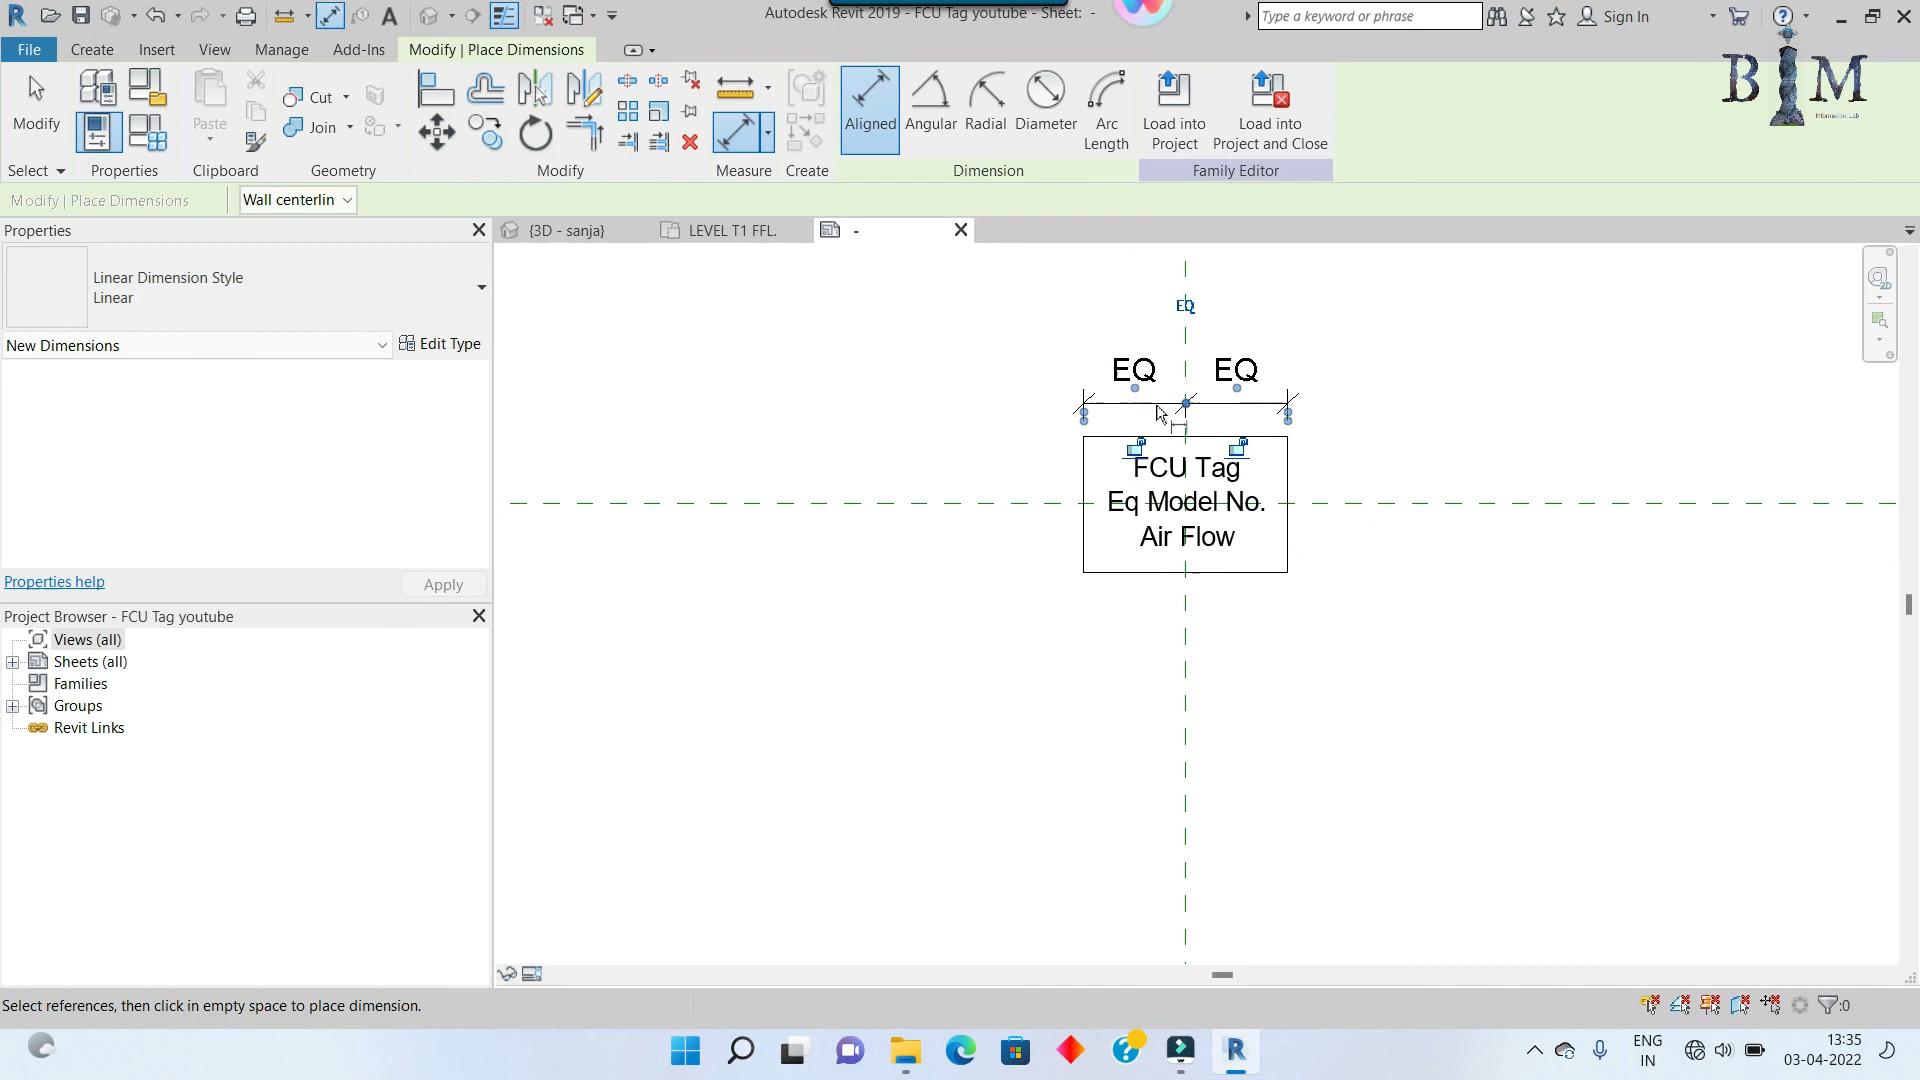 Autodesk Revit 2019 - FCU Tag youtube - Sheet: -
Type a keyword or phrase
Sign In
File
Create
Insert
View
Manage
Add-Ins
Modify | Place Dimensions
Modify
Paste
Cut
Join
Aligned
Angular
Radial
Diameter
Arc
Length
Load into
Project
Load into
Project and Close
BIM
Information Lab
Select
Properties
Clipboard
Geometry
Modify
Measure
Create
Dimension
Family Editor
Modify | Place Dimensions
Wall centerlin
Properties
{3D - sanja}
LEVEL T1 FFL.
-
Linear Dimension Style
Linear
New Dimensions
Edit Type
Properties help
Apply
Project Browser - FCU Tag youtube
Views (all)
Sheets (all)
Families
Groups
Revit Links
2D
EQ
EQ EQ
FCU Tag
Eq Model No.
Air Flow
Select references, then click in empty space to place dimension.
:0
ENG
IN
13:35
03-04-2022